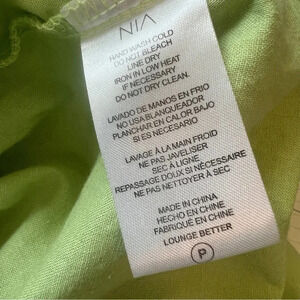 NIA
HAND WASH COLD
DO NOT BLEACH
LINE DRY
IRON IN LOW HEAT
IF NECESSARY
DO NOT DRY CLEAN.
LAVADO DE MANOS EN FRIO
NO USA BLANQUEADOR
PLANCHAR EN CALOR BAJO
SI ES NECESARIO
LAVAGE À LA MAIN FROID
NE PAS JAVELISER
SEC À LIGNE
REPASSAGE DOUX SI NÉCESSAIRE
NE PAS NETTOYER À
SEC
MADE IN CHINA
HECHO EN CHINE
FABRIQUÉ EN CHINE
LOUNGE BETTER
P